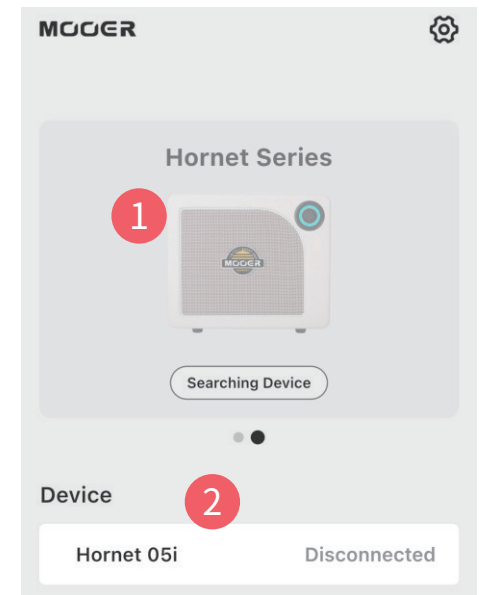 MOOER
Hornet Series
1
MOOER
Searching Device
Device
2
Hornet 05i Disconnected